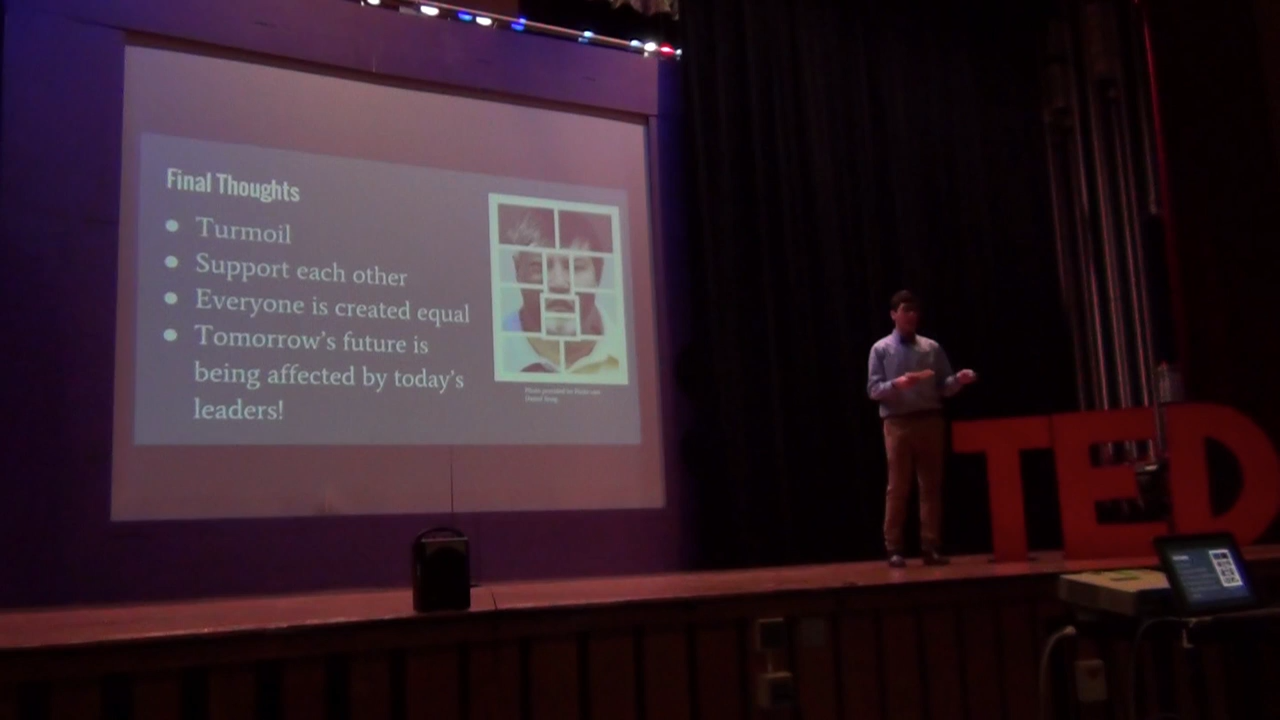 Final Thoughts
● Turmoil
● Support each other
● Everyone is created equal
● Tomorrow's future is
being affected by today's
leaders!
TED